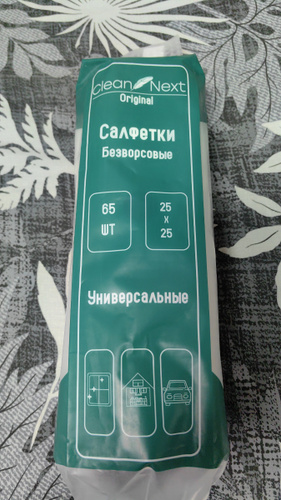 Clean Next
Original
Салфетки
Безворсовые
65
шт
25
х
25
Универсальные